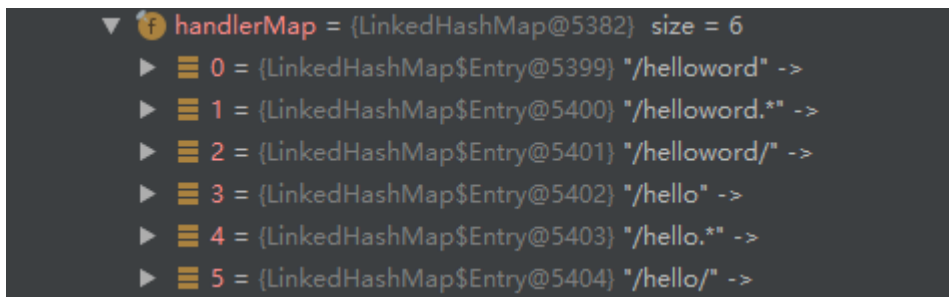 ▼ f handlerMap = {LinkedHashMap@5382} size = 6
▶ 0 = {LinkedHashMap$Entry@5399} "/helloword" ->
▶ 1 = {LinkedHashMap$Entry@5400} "/helloword.*" ->
▶ 2 = {LinkedHashMap$Entry@5401} "/helloword/" ->
▶ 3 = {LinkedHashMap$Entry@5402} "/hello" ->
▶ 4 = {LinkedHashMap$Entry@5403} "/hello.*" ->
▶ 5 = {LinkedHashMap$Entry@5404} "/hello/" ->